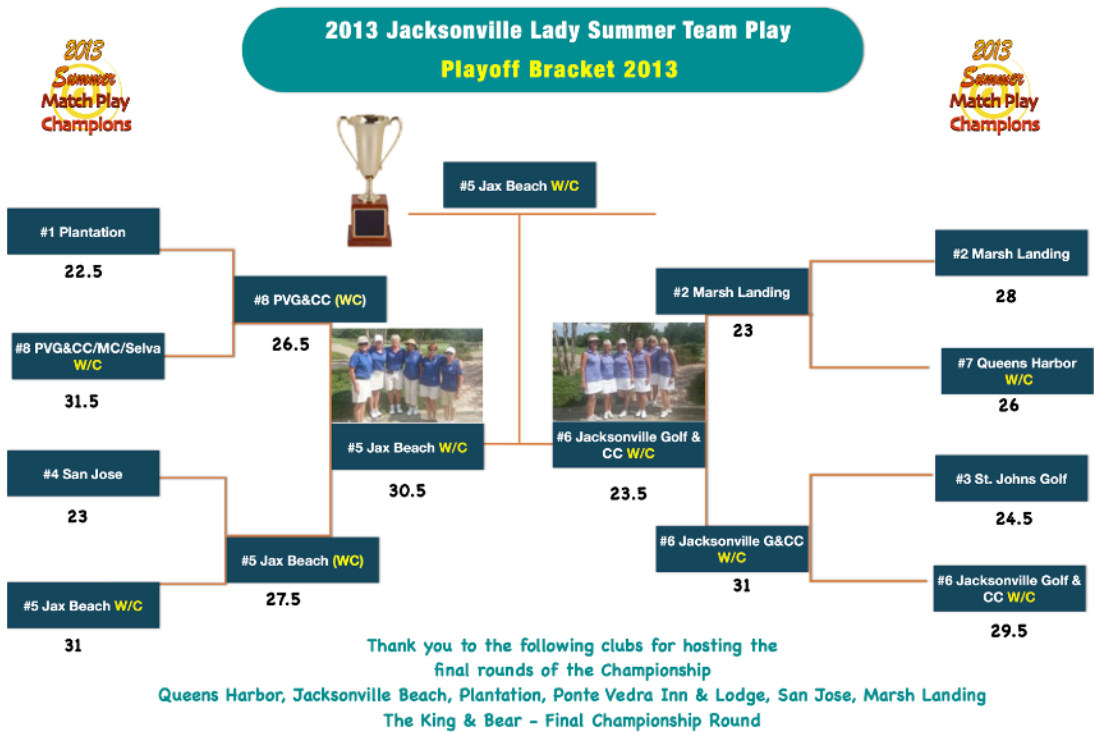 2013 Jacksonville Lady Summer Team Play
Playoff Bracket 2013
2013
Summer
Match Play
Champions
2013
Summer
Match Play
Champions
#5 Jax Beach W/C
#1 Plantation
22.5
#8 PVG&CC/MC/Selva
W/C
31.5
#4 San Jose
23
#5 Jax Beach W/C
31
#8 PVG&CC (WC)
26.5
#5 Jax Beach (WC)
27.5
#5 Jax Beach W/C
30.5
#6 Jacksonville Golf &
CC W/C
23.5
#2 Marsh Landing
23
#6 Jacksonville G&CC
W/C
31
#2 Marsh Landing
28
#7 Queens Harbor
W/C
26
#3 St. Johns Golf
24.5
#6 Jacksonville Golf &
CC W/C
29.5
Thank you to the following clubs for hosting the
final rounds of the Championship
Queens Harbor, Jacksonville Beach, Plantation, Ponte Vedra Inn & Lodge, San Jose, Marsh Landing
The King & Bear - Final Championship Round